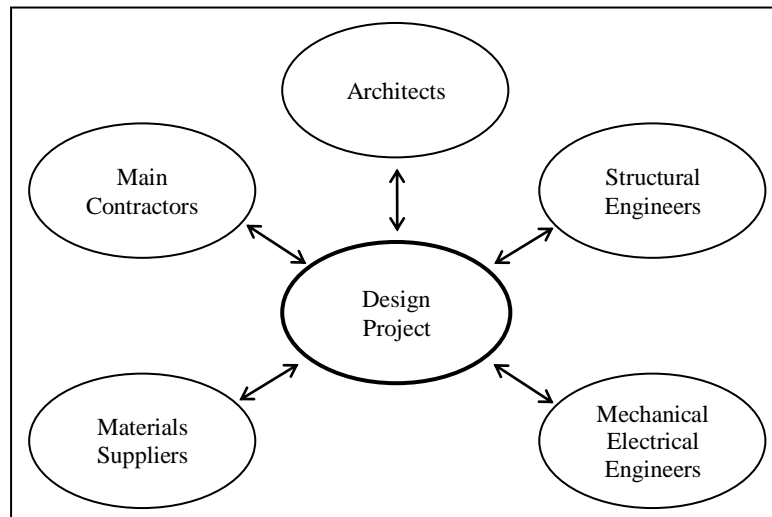 Architects
Main
Contractors
Structural
Engineers
Design
Project
Materials
Suppliers
Mechanical
Electrical
Engineers